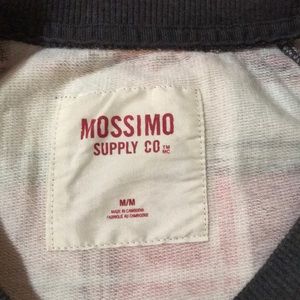 MOSSIMO
SUPPLY CO TM
MC
M/M
MADE IN CAMBODIA
FABRIQUÉ AU CAMBODGE